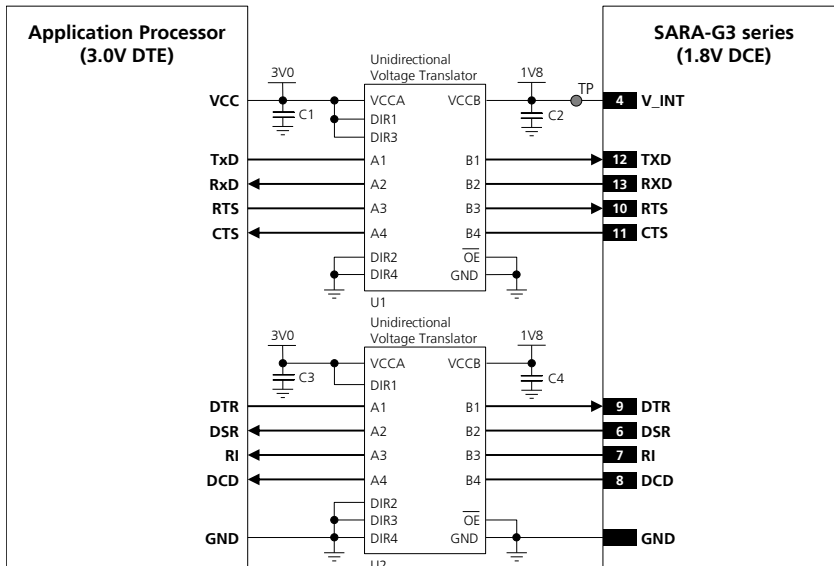 Application Processor
(3.0V DTE)
SARA-G3 series
(1.8V DCE)
Unidirectional
Voltage Translator
3V0
1V8
TP
VCC
VCCA
VCCB
4
V_INT
C1
DIR1
C2
DIR3
TxD
A1
B1
12
TXD
RxD
A2
B2
13
RXD
RTS
A3
B3
10
RTS
CTS
A4
B4
11
CTS
DIR2
OE
DIR4
GND
U1
Unidirectional
Voltage Translator
3V0
1V8
VCCA
VCCB
C3
DIR1
C4
DTR
A1
B1
9
DTR
DSR
A2
B2
6
DSR
RI
A3
B3
7
RI
DCD
A4
B4
8
DCD
DIR2
DIR3
OE
GND
DIR4
GND
GND
U2